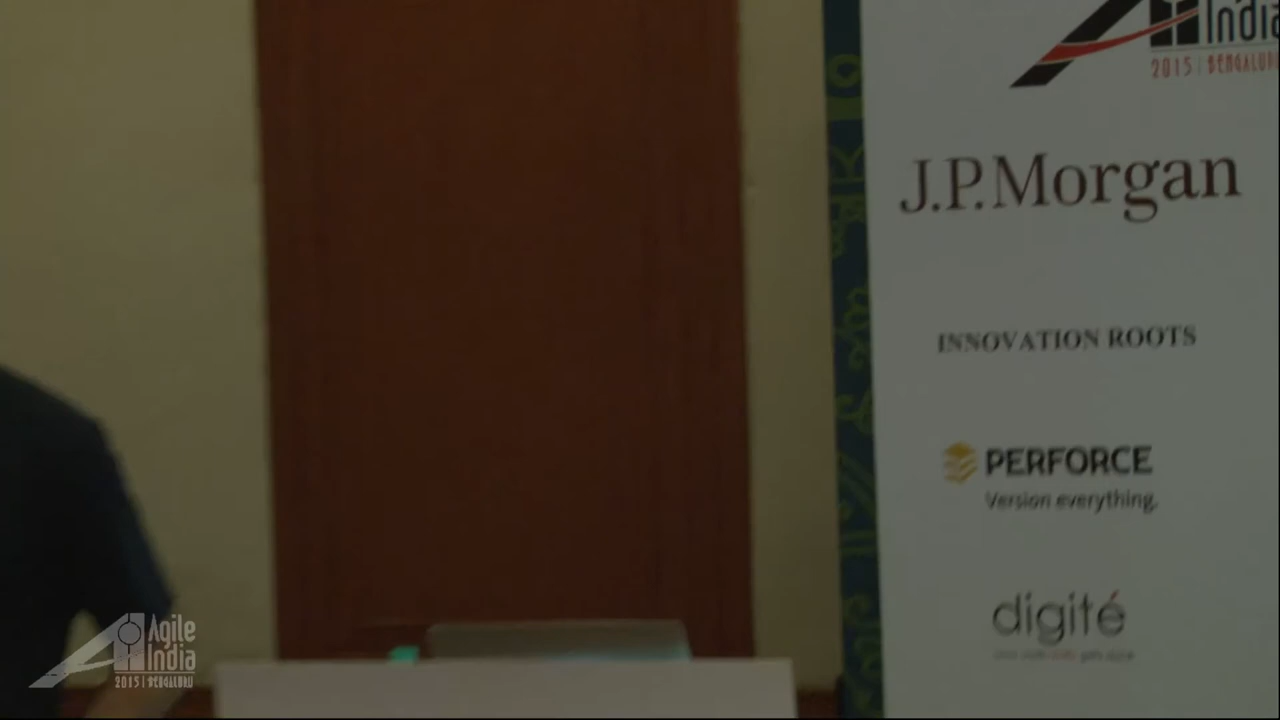 India
2015 | BENGALURU
J.P.Morgan
INNOVATION ROOTS
PERFORCE
Version everything.
digité
Agile
India
2015 | BENGALURU